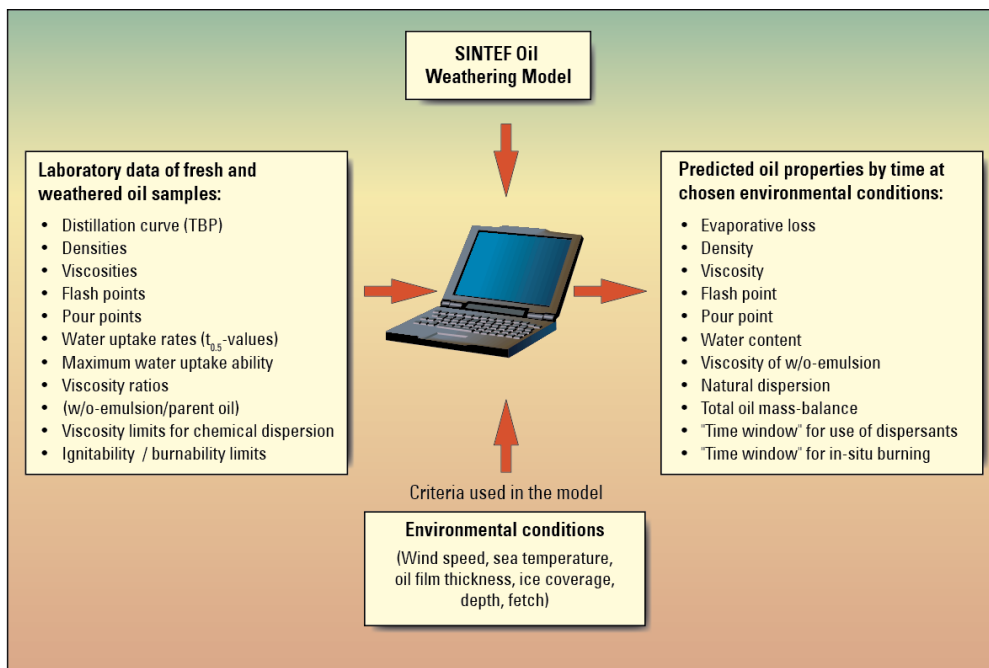 SINTEF Oil
Weathering Model
Laboratory data of fresh and
weathered oil samples:
• Distillation curve (TBP)
• Densities
• Viscosities
• Flash points
• Pour points
• Water uptake rates (t0.5-values)
• Maximum water uptake ability
• Viscosity ratios
• (w/o-emulsion/parent oil)
• Viscosity limits for chemical dispersion
• Ignitability / burnability limits
Predicted oil properties by time at
chosen environmental conditions:
• Evaporative loss
• Density
• Viscosity
• Flash point
• Pour point
• Water content
• Viscosity of w/o-emulsion
• Natural dispersion
• Total oil mass-balance
• "Time window" for use of dispersants
• "Time window" for in-situ burning
Criteria used in the model
Environmental conditions
(Wind speed, sea temperature,
oil film thickness, ice coverage,
depth, fetch)